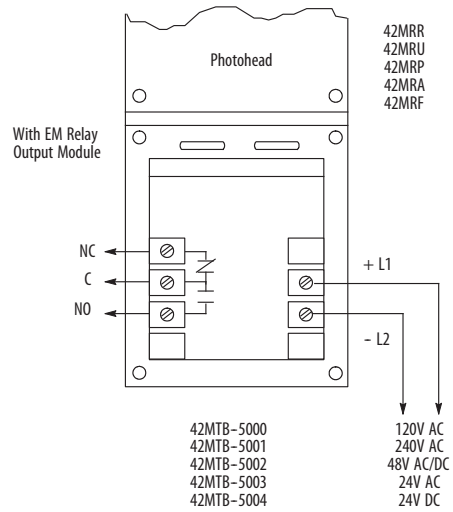 Photohead
42MRR
42MRU
42MRP
42MRA
42MRF
With EM Relay
Output Module
NC
C
NO
+ L1
- L2
42MTB-5000
42MTB-5001
42MTB-5002
42MTB-5003
42MTB-5004
120V AC
240V AC
48V AC/DC
24V AC
24V DC